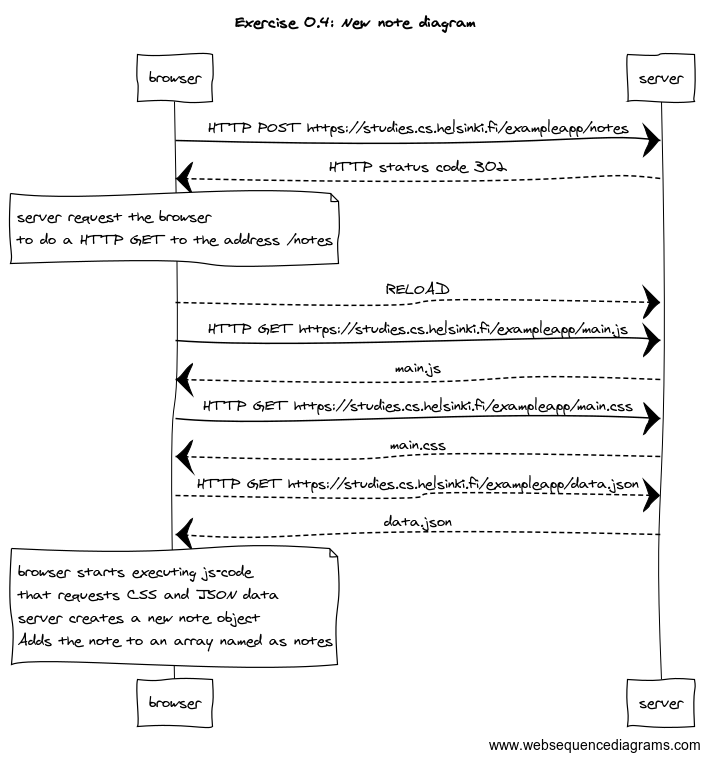 Exercise 0.4: New note diagram
browser
server
HTTP POST https://studies.cs.helsinki.fi/exampleapp/notes
HTTP status code 302
server request the browser
to do a HTTP GET to the address /notes
RELOAD
HTTP GET https://studies.cs.helsinki.fi/exampleapp/main.js
main.js
HTTP GET https://studies.cs.helsinki.fi/exampleapp/main.css
main.css
HTTP GET https://studies.cs.helsinki.fi/exampleapp/data.json
data.json
browser starts executing js-code
that requests CSS and JSON data
server creates a new note object
Adds the note to an array named as notes
browser
server
www.websequencediagrams.com